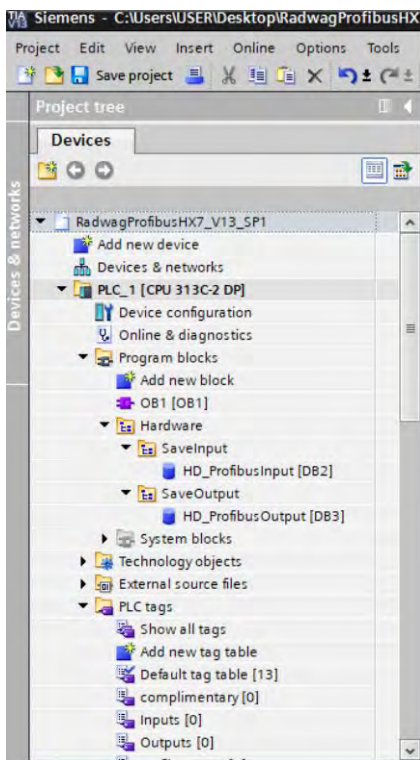 Siemens - C:\Users\USER\Desktop\RadwagProfibusHX
Project Edit View Insert Online Options Tools
Save project
Project tree
Devices
Devices & networks
RadwagProfibusHX7_V13_SP1
Add new device
Devices & networks
PLC_1 [CPU 313C-2 DP]
Device configuration
Online & diagnostics
Program blocks
Add new block
OB1 [OB1]
Hardware
SaveInput
HD_ProfibusInput [DB2]
SaveOutput
HD_ProfibusOutput [DB3]
System blocks
Technology objects
External source files
PLC tags
Show all tags
Add new tag table
Default tag table [13]
complimentary [0]
Inputs [0]
Outputs [0]